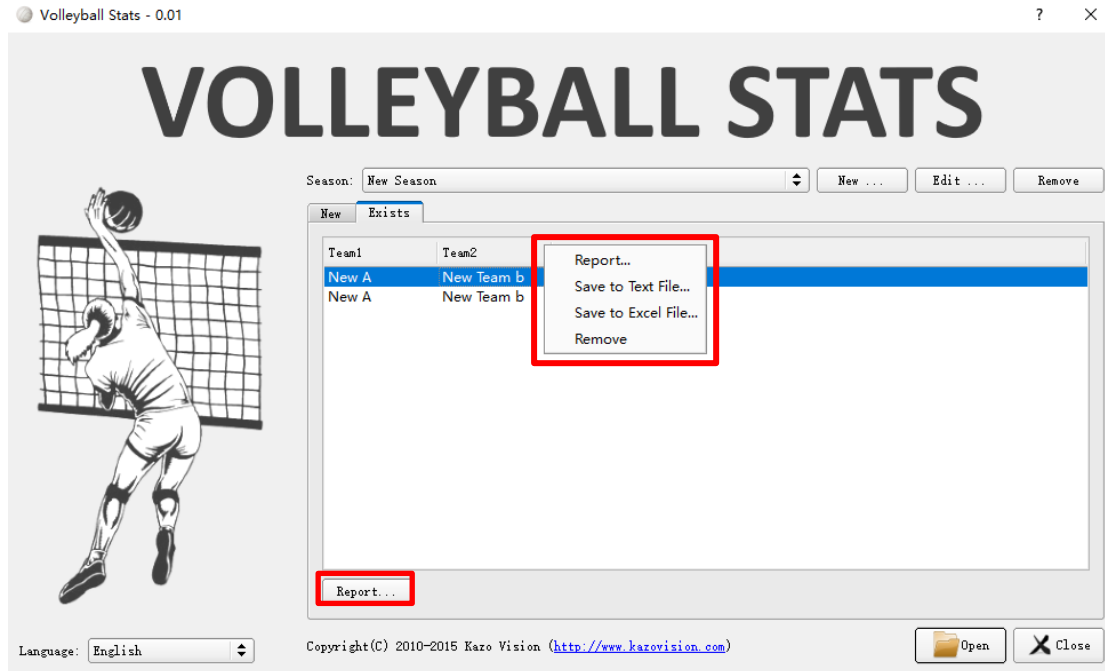 Volleyball Stats - 0.01 ?
VOLLEYBALL STATS
Season: New Season New ... Edit ... Remove
New Exists
Team1 Team2
New A New Team b
New A New Team b
Report...
Save to Text File...
Save to Excel File...
Remove
Report...
Language: English Copyright(C) 2010-2015 Kazo Vision (http://www.kazovision.com) Open Close